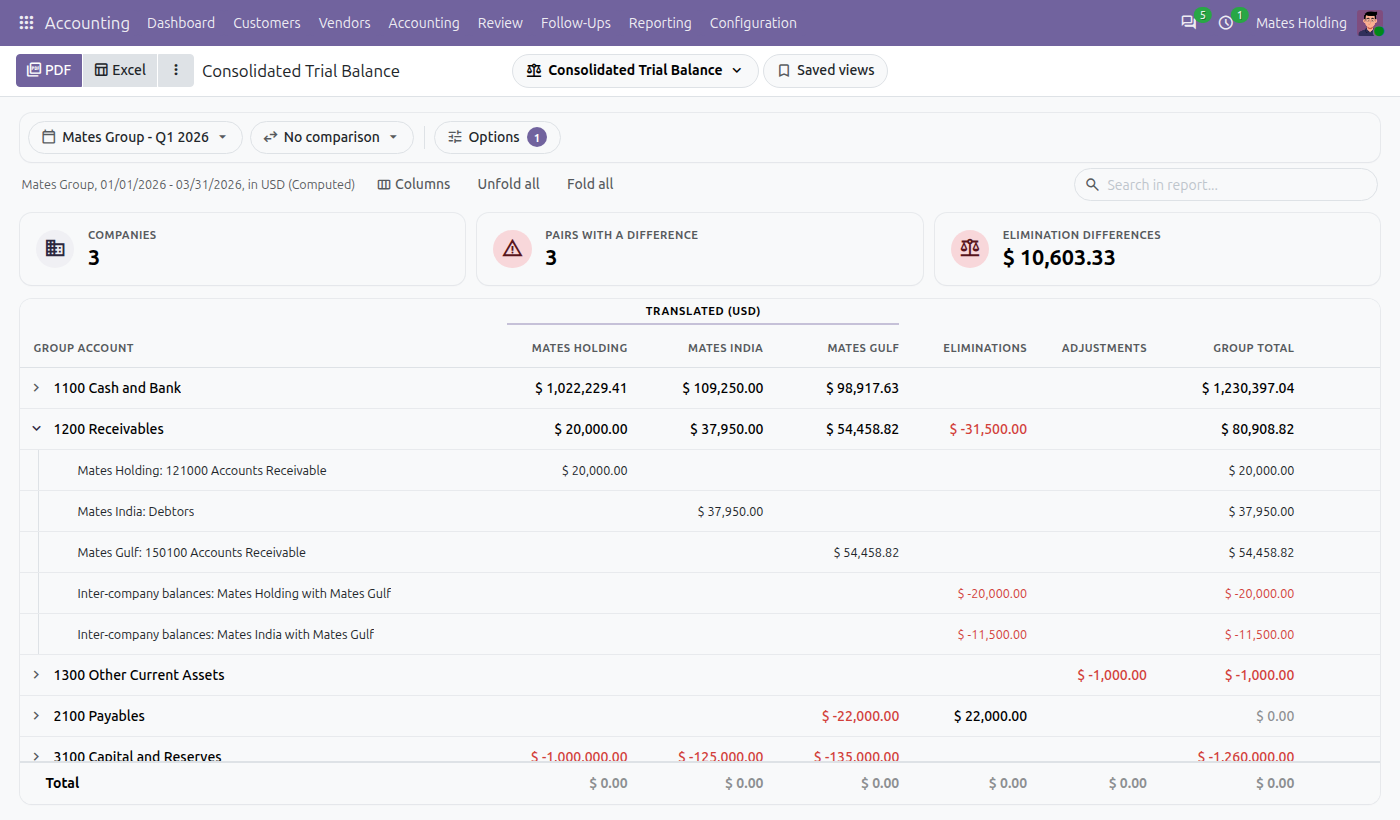 Accounting Dashboard Customers Vendors Accounting Review Follow-Ups Reporting Configuration 5 1 Mates Holding
PDF Excel Consolidated Trial Balance Consolidated Trial Balance Saved views
Mates Group - Q1 2026 No comparison Options 1
Mates Group, 01/01/2026 - 03/31/2026, in USD (Computed) Columns Unfold all Fold all Search in report...
COMPANIES PAIRS WITH A DIFFERENCE ELIMINATION DIFFERENCES
3 3 $ 10,603.33
TRANSLATED (USD)
GROUP ACCOUNT MATES HOLDING MATES INDIA MATES GULF ELIMINATIONS ADJUSTMENTS GROUP TOTAL
1100 Cash and Bank $ 1,022,229.41 $ 109,250.00 $ 98,917.63 $ 1,230,397.04
1200 Receivables $ 20,000.00 $ 37,950.00 $ 54,458.82 $ -31,500.00 $ 80,908.82
Mates Holding: 121000 Accounts Receivable $ 20,000.00 $ 20,000.00
Mates India: Debtors $ 37,950.00 $ 37,950.00
Mates Gulf: 150100 Accounts Receivable $ 54,458.82 $ 54,458.82
Inter-company balances: Mates Holding with Mates Gulf $ -20,000.00 $ -20,000.00
Inter-company balances: Mates India with Mates Gulf $ -11,500.00 $ -11,500.00
1300 Other Current Assets $ -1,000.00 $ -1,000.00
2100 Payables $ -22,000.00 $ 22,000.00 $ 0.00
3100 Capital and Reserves $ -1,000,000.00 $ -125,000.00 $ -135,000.00 $ -1,260,000.00
Total $ 0.00 $ 0.00 $ 0.00 $ 0.00 $ 0.00 $ 0.00